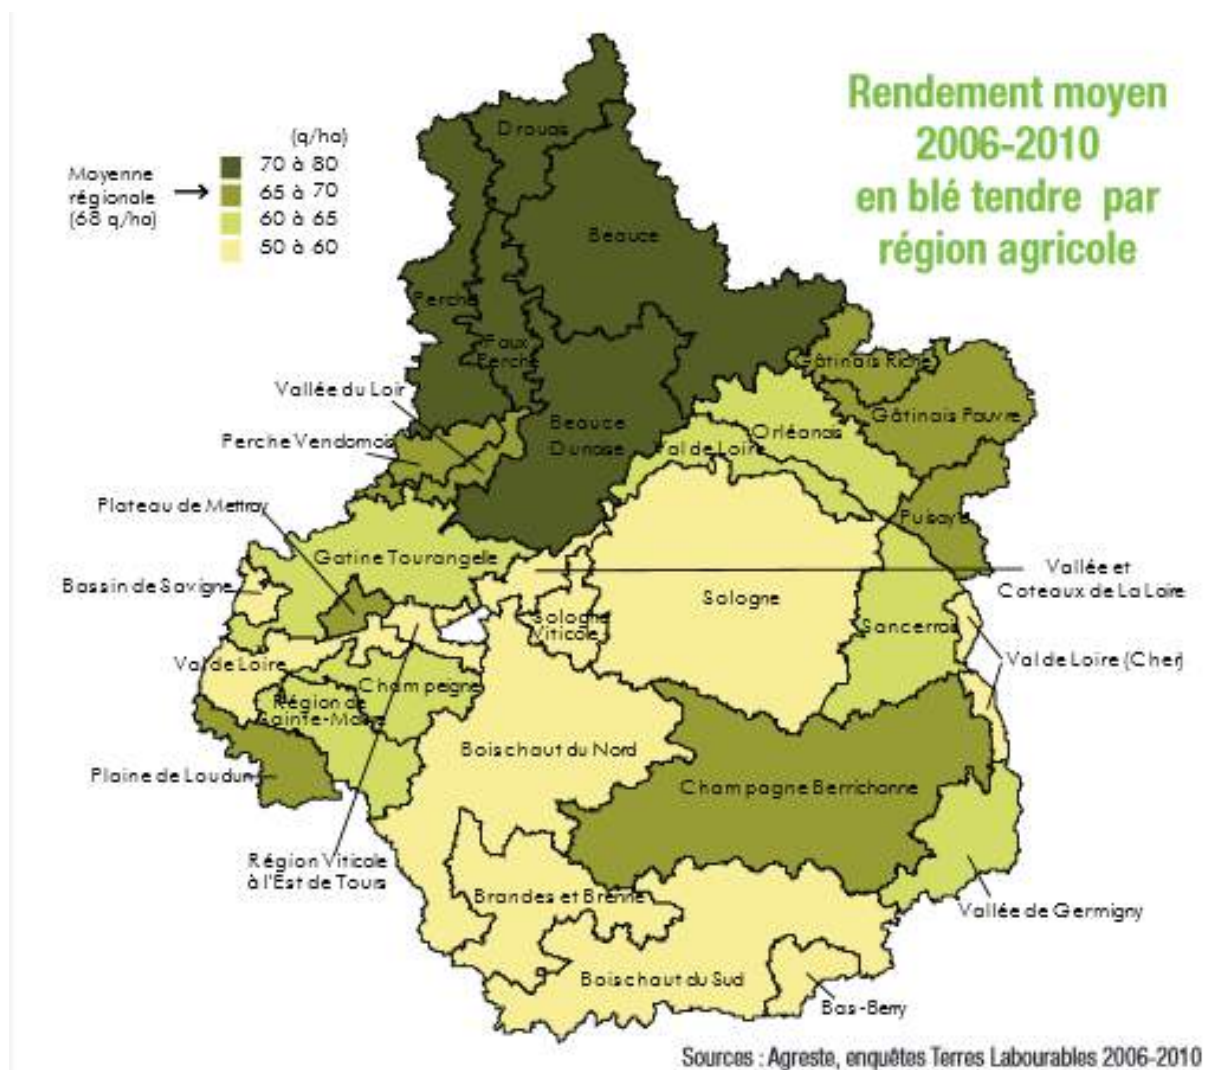 Rendement moyen
2006-2010
en blé tendre par
région agricole
(q/ha)
70 à 80
65 à 70
60 à 65
50 à 60
Moyenne
régionale
(68 q/ha)
Drouais
Beauce
Perche
Faux
Perche
Gâtinais Riche
Vallée du Loir
Beauce
Dunoise
Gâtinais Pauvre
Perche Vendomois
Orléanais
Val de Loire
Plateau de Mettray
Puisaye
Gatine Tourangelle
Bassin de Savigne
Vallée et
Coteaux de La Loire
Sologne
Sologne
Viticole
Sancerrois
Val de Loire
Val de Loire (Cher)
Champeigne
Région de
Sainte-Maure
Boischaut du Nord
Plaine de Loudun
Champagne Berrichonne
Région Viticole
à l'Est de Tours
Brandes et Brenne
Vallée de Germigny
Boischaut du Sud
Bas-Berry
Sources : Agreste, enquêtes Terres Labourables 2006-2010